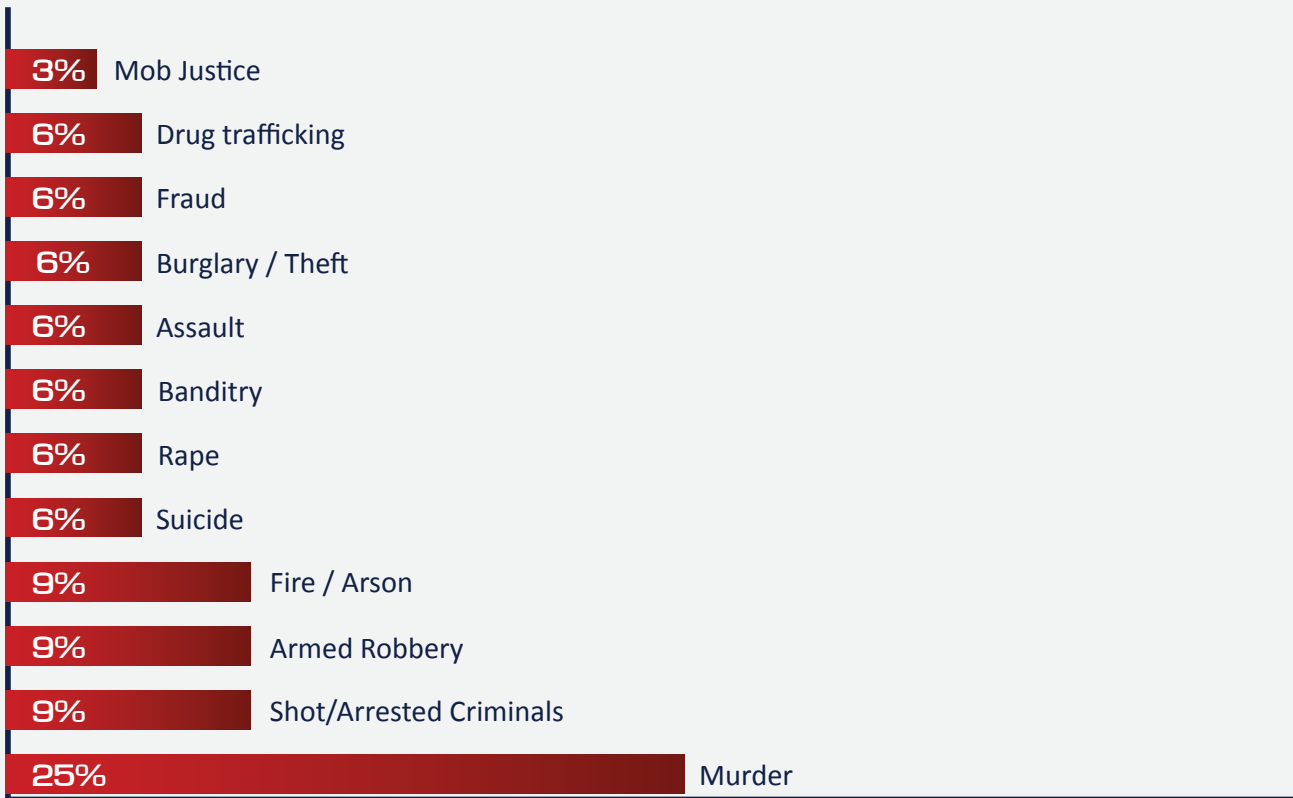 3% Mob Justice
6% Drug trafficking
6% Fraud
6% Burglary / Theft
6% Assault
6% Banditry
6% Rape
6% Suicide
9% Fire / Arson
9% Armed Robbery
9% Shot/Arrested Criminals
25% Murder